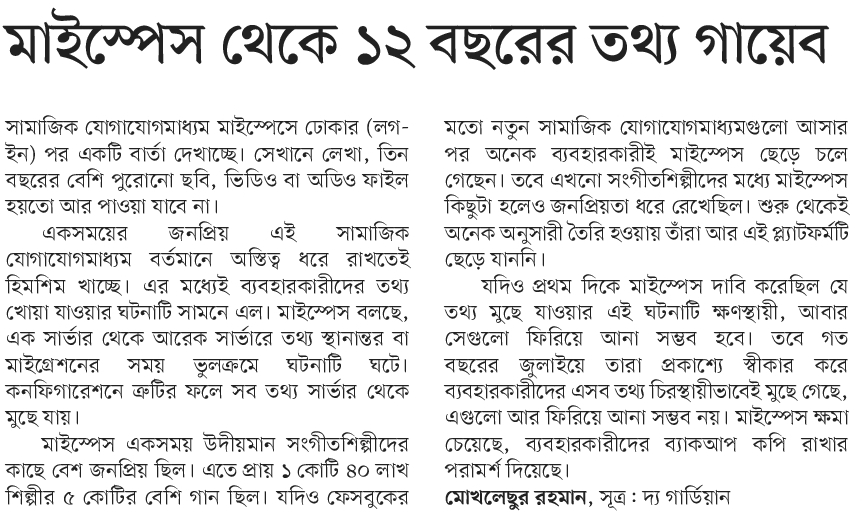 মাইস্পেস থেকে ১২ বছরের তথ্য গায়েব
সামাজিক যোগাযোগমাধ্যম মাইস্পেসে ঢোকার (লগ-
ইন) পর একটি বার্তা দেখাচ্ছে। সেখানে লেখা, তিন
বছরের বেশি পুরোনো ছবি, ভিডিও বা অডিও ফাইল
হয়তো আর পাওয়া যাবে না।
একসময়ের জনপ্রিয় এই সামাজিক
যোগাযোগমাধ্যম বর্তমানে অস্তিত্ব ধরে রাখতেই
হিমশিম খাচ্ছে। এর মধ্যেই ব্যবহারকারীদের তথ্য
খোয়া যাওয়ার ঘটনাটি সামনে এল। মাইস্পেস বলছে,
এক সার্ভার থেকে আরেক সার্ভারে তথ্য স্থানান্তর বা
মাইগ্রেশনের সময় ভুলক্রমে ঘটনাটি ঘটে।
কনফিগারেশনে ত্রুটির ফলে সব তথ্য সার্ভার থেকে
মুছে যায়।
মাইস্পেস একসময় উদীয়মান সংগীতশিল্পীদের
কাছে বেশ জনপ্রিয় ছিল। এতে প্রায় ১ কোটি ৪০ লাখ
শিল্পীর ৫ কোটির বেশি গান ছিল। যদিও ফেসবুকের
মতো নতুন সামাজিক যোগাযোগমাধ্যমগুলো আসার
পর অনেক ব্যবহারকারীই মাইস্পেস ছেড়ে চলে
গেছেন। তবে এখনো সংগীতশিল্পীদের মধ্যে মাইস্পেস
কিছুটা হলেও জনপ্রিয়তা ধরে রেখেছিল। শুরু থেকেই
অনেক অনুসারী তৈরি হওয়ায় তাঁরা আর এই প্ল্যাটফর্মটি
ছেড়ে যাননি।
যদিও প্রথম দিকে মাইস্পেস দাবি করেছিল যে
তথ্য মুছে যাওয়ার এই ঘটনাটি ক্ষণস্থায়ী, আবার
সেগুলো ফিরিয়ে আনা সম্ভব হবে। তবে গত
বছরের জুলাইয়ে তারা প্রকাশ্যে স্বীকার করে
ব্যবহারকারীদের এসব তথ্য চিরস্থায়ীভাবেই মুছে গেছে,
এগুলো আর ফিরিয়ে আনা সম্ভব নয়। মাইস্পেস ক্ষমা
চেয়েছে, ব্যবহারকারীদের ব্যাকআপ কপি রাখার
পরামর্শ দিয়েছে।
মোখলেছুর রহমান, সূত্র : দ্য গার্ডিয়ান